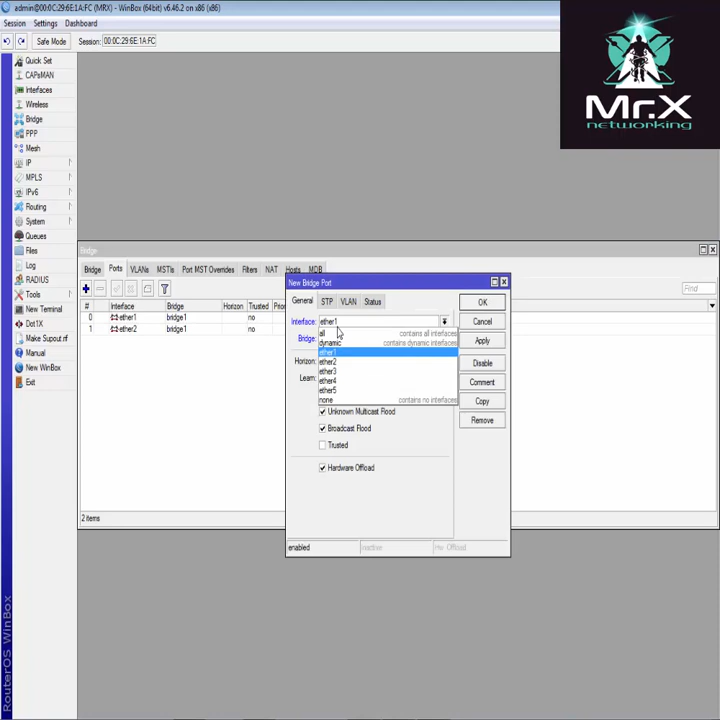 admin@00:0C:29:6E:1A:FC (MRX) - WinBox (64bit) v6.46.2 on x86 (x86)
Session Settings Dashboard
Safe Mode Session: 00:0C:29:6E:1A:FC
Mr.X
networking
Quick Set
CAPsMAN
Interfaces
Wireless
Bridge
PPP
Mesh
IP
MPLS
IPv6
Routing
System
Queues
Files
Log
RADIUS
Tools
New Terminal
Dot1X
Make Supout.rif
Manual
New WinBox
Exit
RouterOS WinBox
Bridge
Bridge Ports VLANs MSTIs Port MST Overrides Filters NAT Hosts MDB
Find
# Interface Bridge Horizon Trusted
0 ether1 bridge1 no
1 ether2 bridge1 no
2 items
New Bridge Port
General STP VLAN Status
Interface: ether1
all contains all interfaces
dynamic contains dynamic interfaces
ether1
ether2
ether3
ether4
ether5
none contains no interfaces
Bridge:
Horizon:
Learn:
Unknown Multicast Flood
Broadcast Flood
Trusted
Hardware Offload
OK
Cancel
Apply
Disable
Comment
Copy
Remove
enabled inactive Hw. Offload